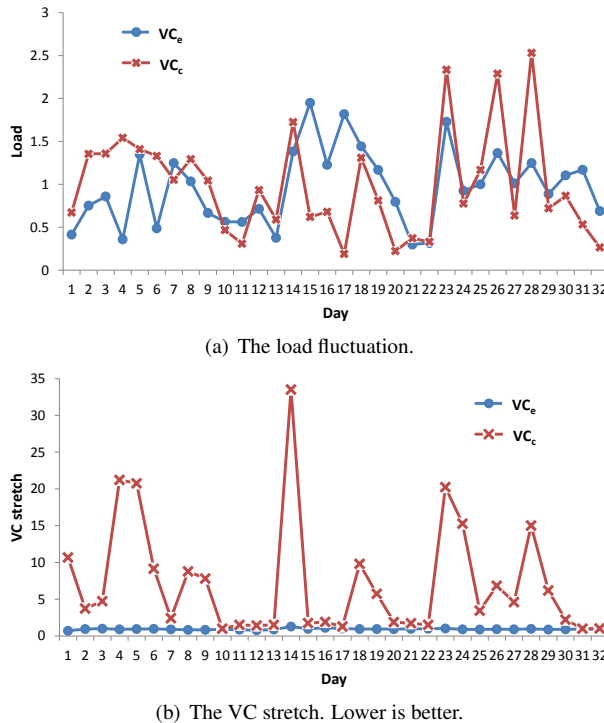 3
2.5
2
1.5
1
0.5
0
Load
VCe
VCc
1 2 3 4 5 6 7 8 9 10 11 12 13 14 15 16 17 18 19 20 21 22 23 24 25 26 27 28 29 30 31 32
Day
(a) The load fluctuation.
35
30
25
20
15
10
5
0
VC stretch
VCe
VCc
1 2 3 4 5 6 7 8 9 10 11 12 13 14 15 16 17 18 19 20 21 22 23 24 25 26 27 28 29 30 31 32
Day
(b) The VC stretch. Lower is better.